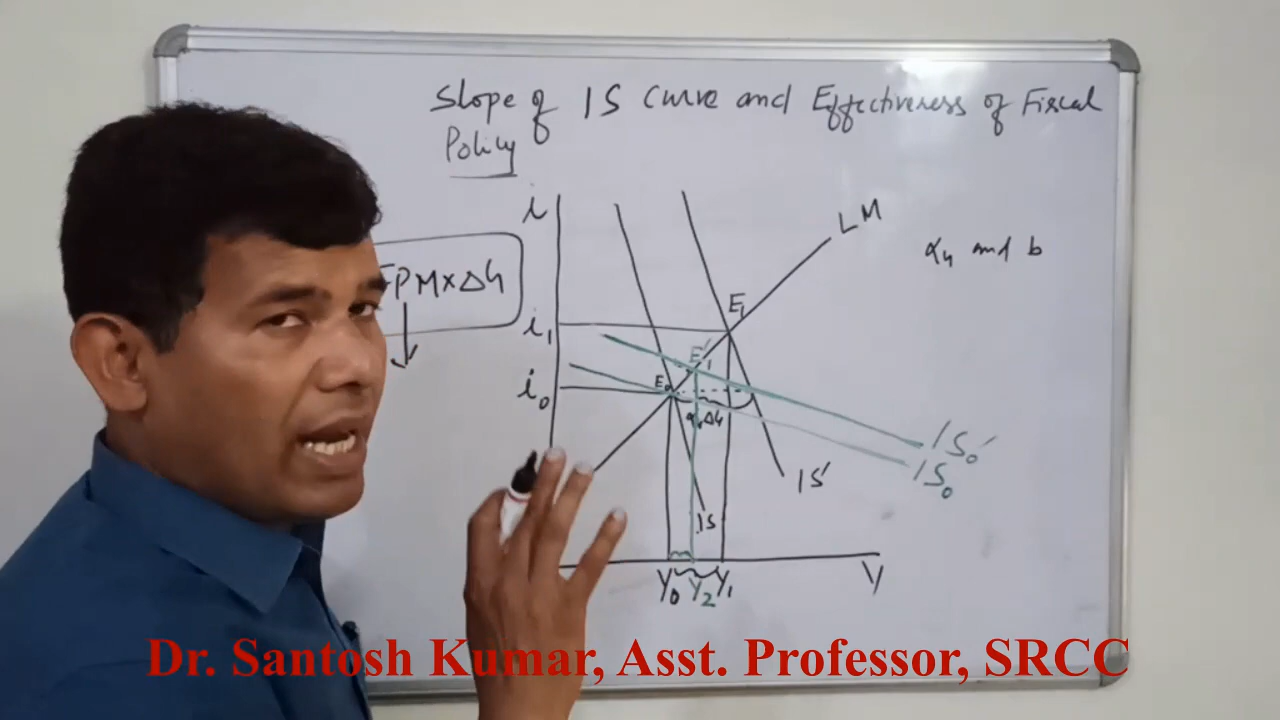 Slope of IS Curve and Effectiveness of Fiscal
Policy
i
LM
α₄ and b
FPM×ΔG
E₁
i₁
E₁'
E₀
i₀
ΔG
IS₀'
IS₀
IS'
IS
Y₀ Y₂ Y₁
Y
Dr. Santosh Kumar, Asst. Professor, SRCC